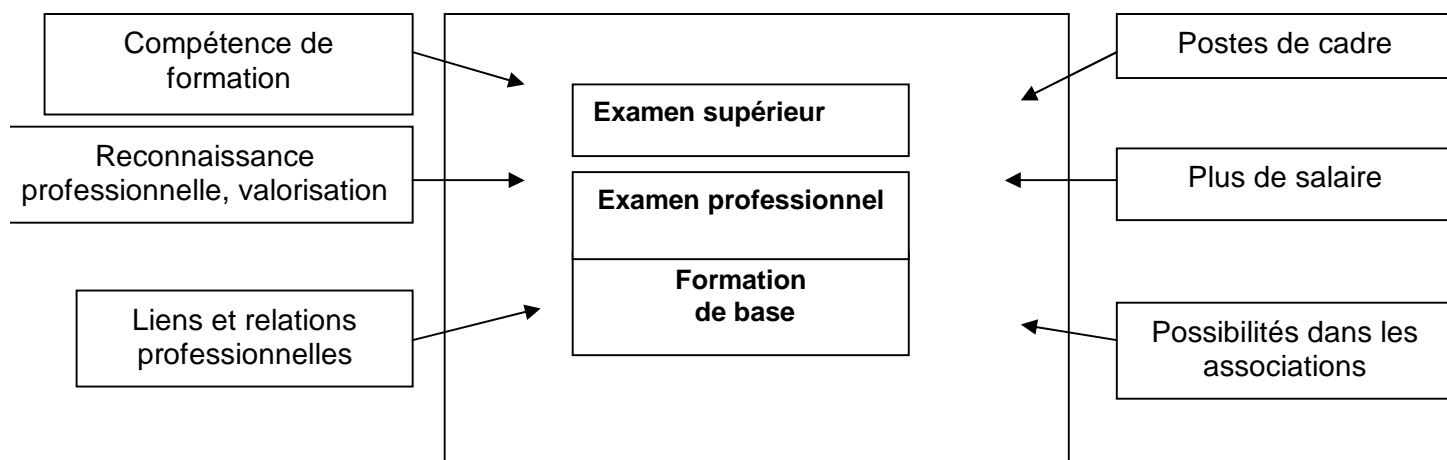 Compétence de
formation
Reconnaissance
professionnelle, valorisation
Liens et relations
professionnelles
Examen supérieur
Examen professionnel
Formation
de base
Postes de cadre
Plus de salaire
Possibilités dans les
associations